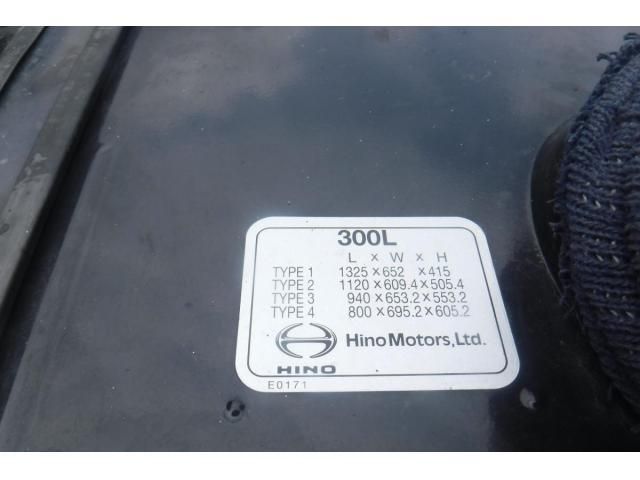 300L
L × W × H
TYPE 1 1325 × 652 × 415
TYPE 2 1120 × 609.4 × 505.4
TYPE 3 940 × 653.2 × 553.2
TYPE 4 800 × 695.2 × 605.2
Hino Motors, Ltd.
HINO
E0171